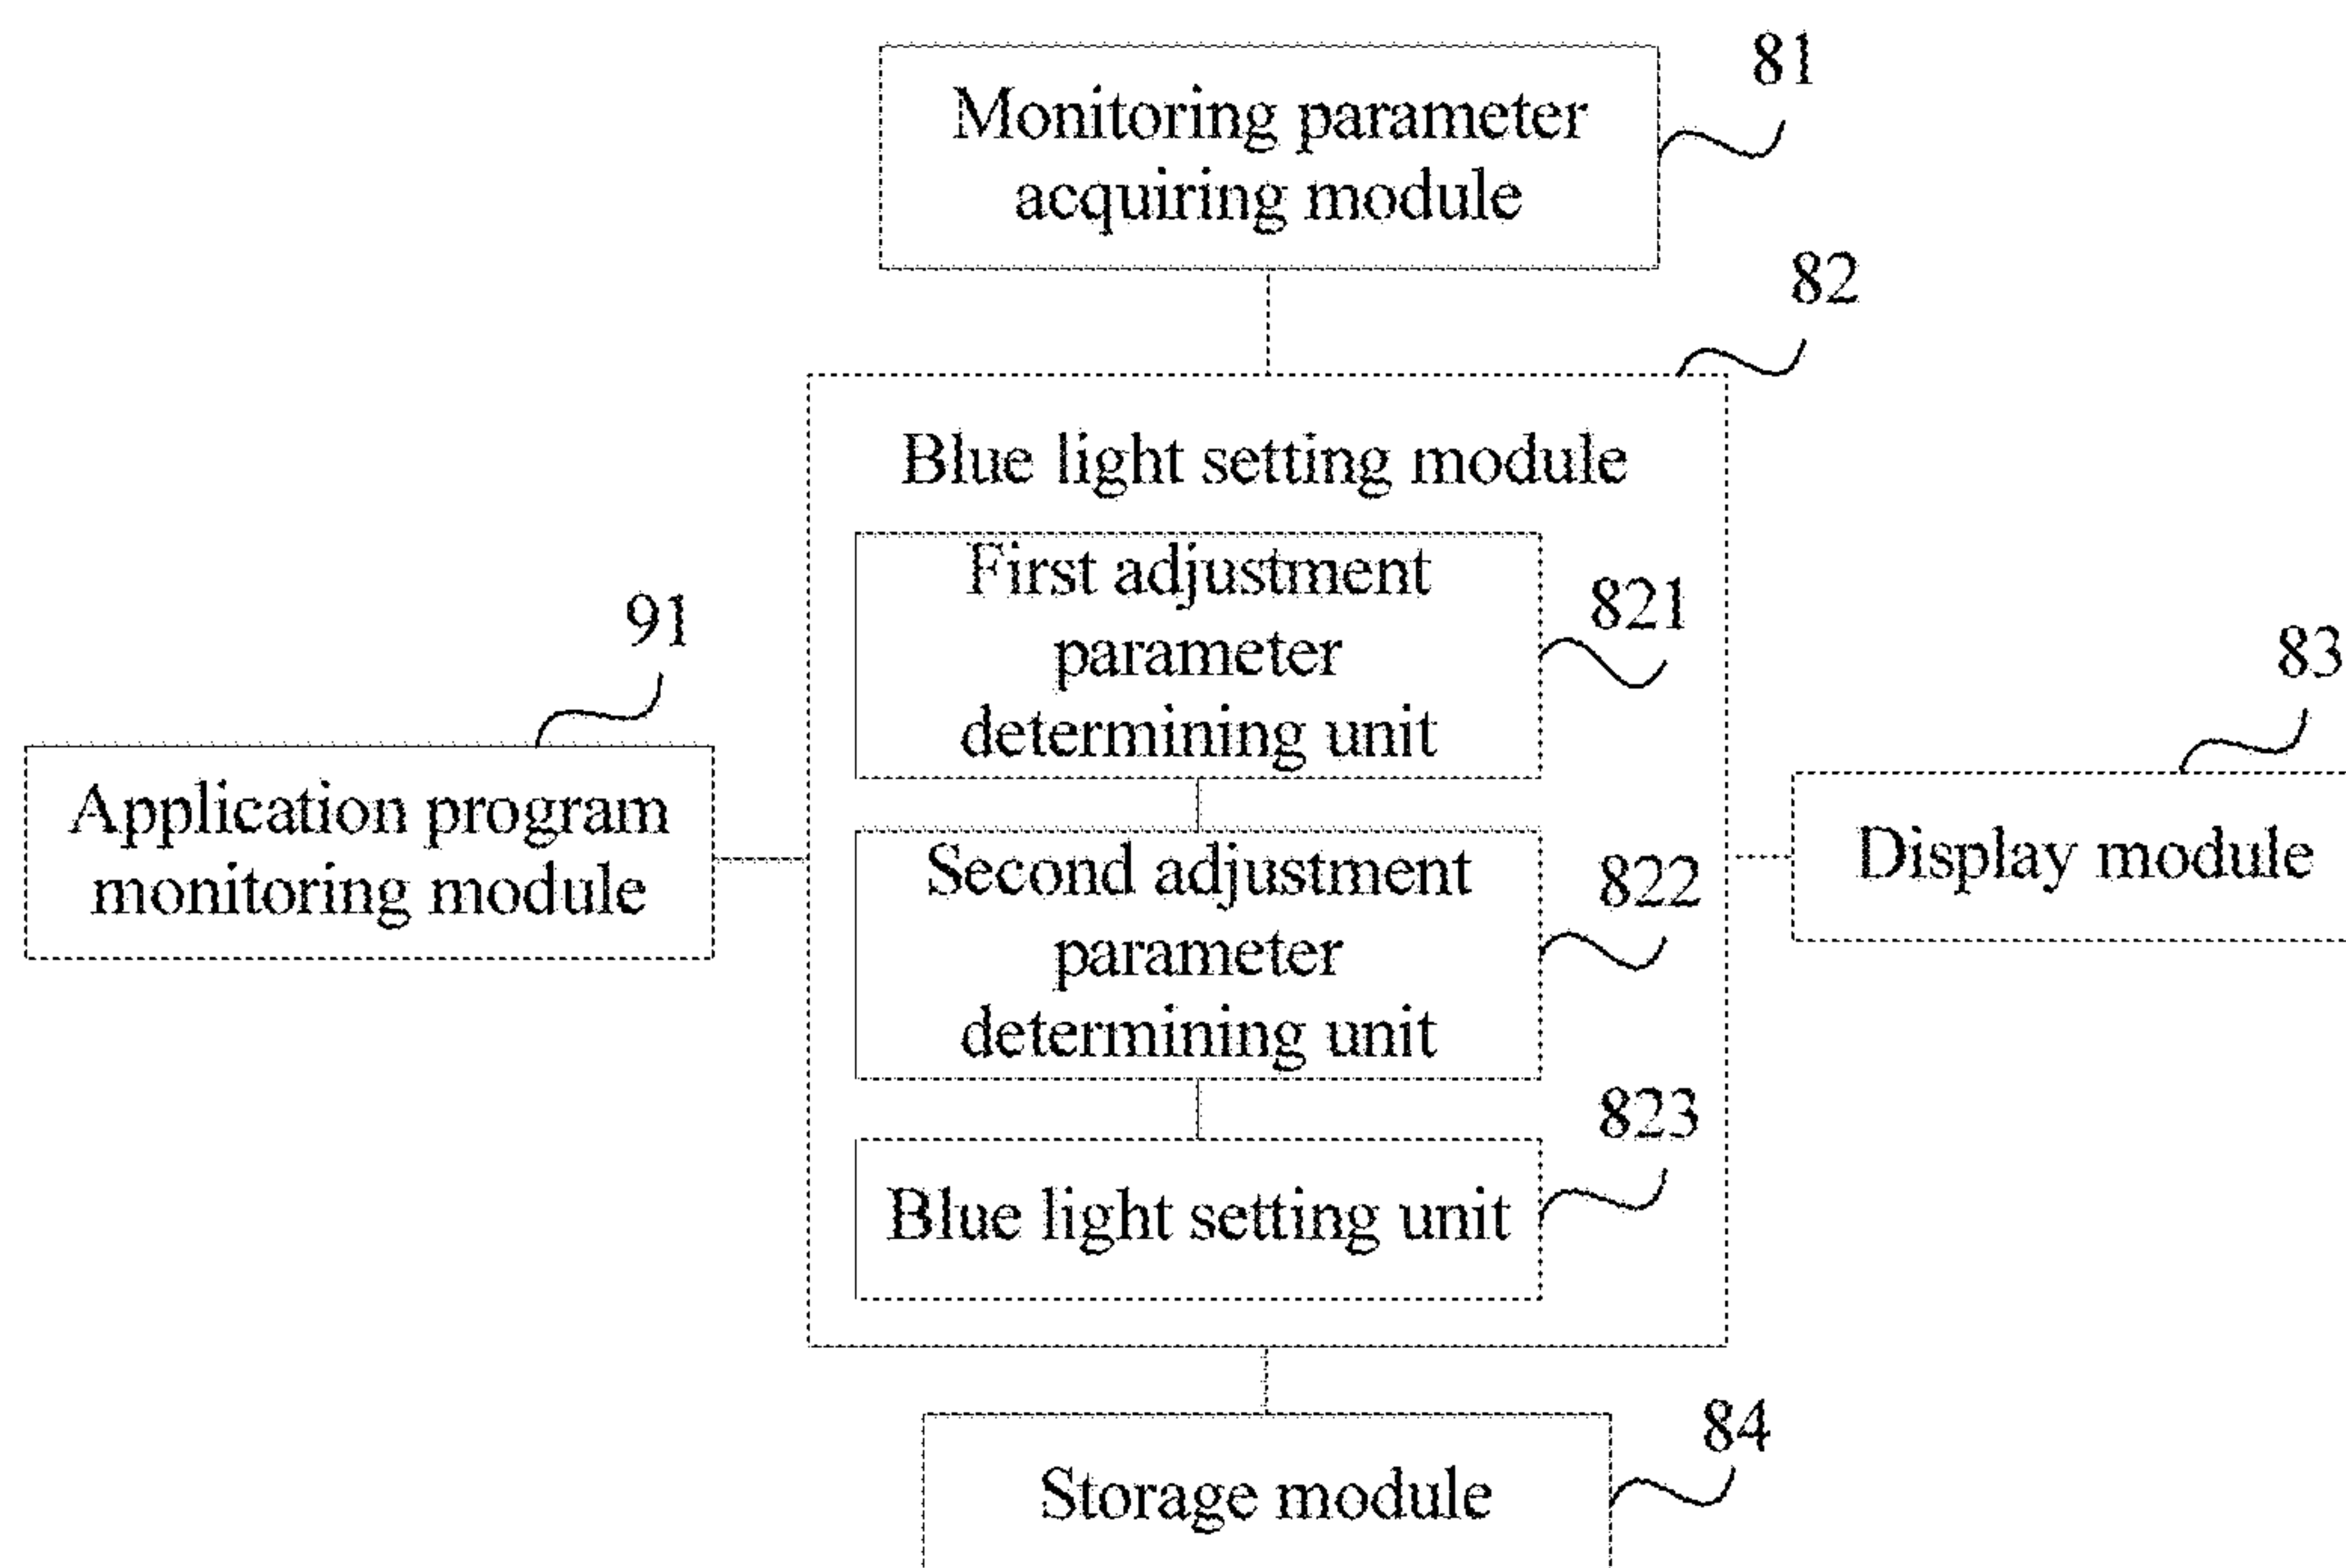 81
Monitoring parameter
acquiring module
82
Blue light setting module
First adjustment
parameter
determining unit
821
91
Application program
monitoring module
83
Display module
Second adjustment
parameter
determining unit
822
823
Blue light setting unit
84
Storage module